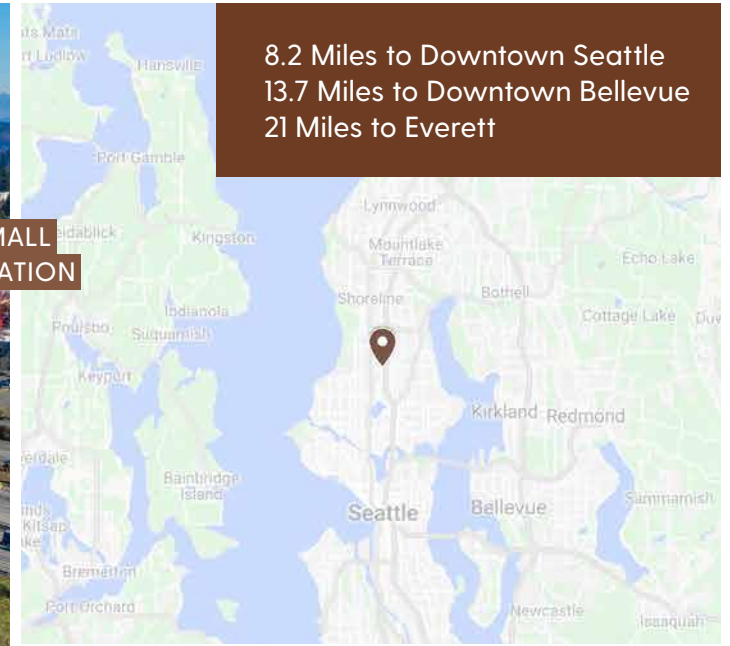 8.2 Miles to Downtown Seattle
13.7 Miles to Downtown Bellevue
21 Miles to Everett
Hansville
Port Gamble
Lynnwood
MALL
Kingston
Mountlake
Terrace
Echo Lake
ATION
Shoreline
Bothell
Indianola
Cottage Lake
Poulsbo
Suquamish
Keyport
Kirkland
Redmond
Bainbridge
Island
Seattle
Bellevue
Sammamish
Kitsap
Bremerton
Port Orchard
Newcastle
Issaquah